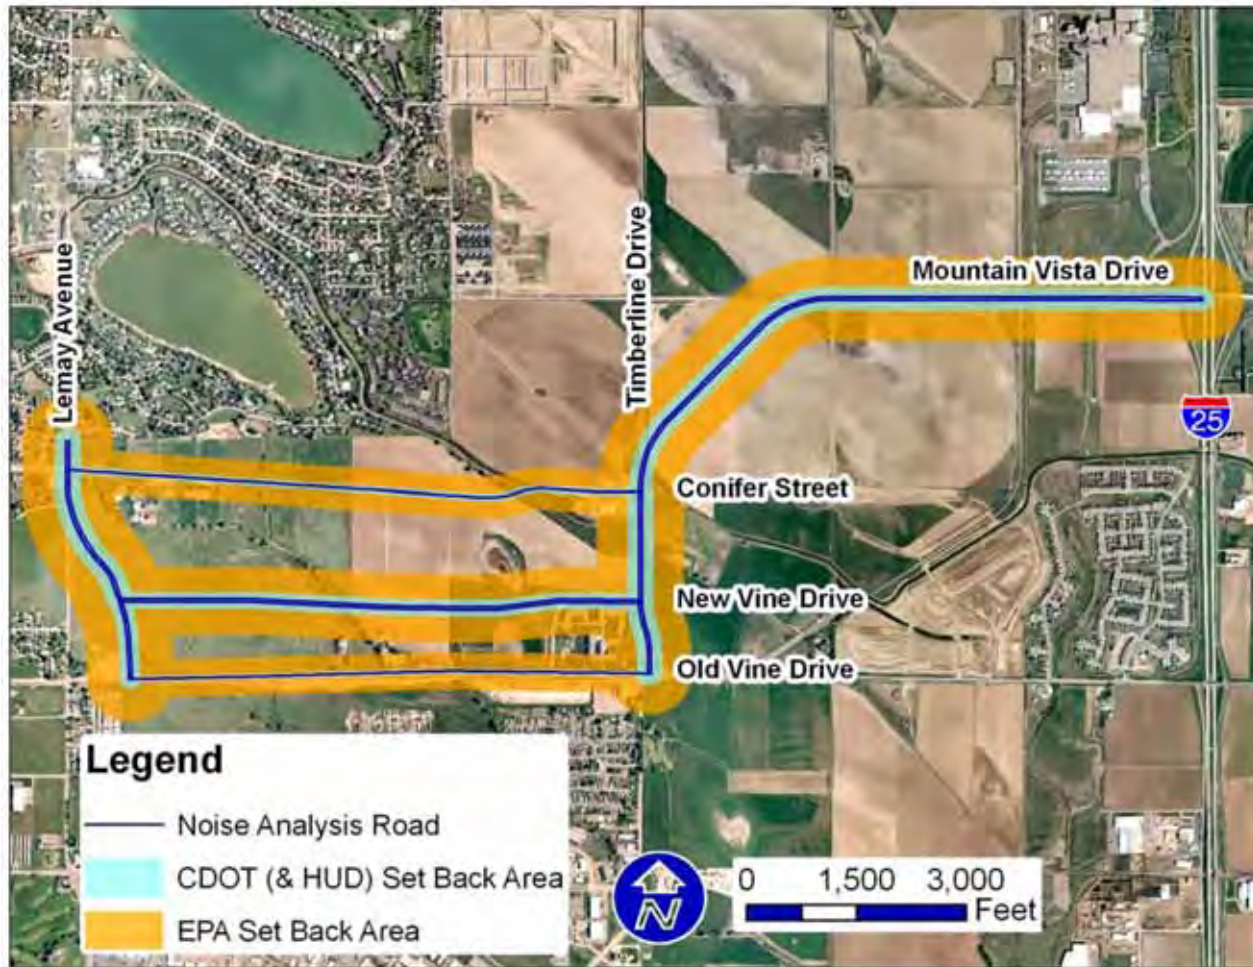 Mountain Vista Drive
Timberline Drive
Lemay Avenue
25
Conifer Street
New Vine Drive
Old Vine Drive
Legend
Noise Analysis Road
CDOT (& HUD) Set Back Area
EPA Set Back Area
N
0 1,500 3,000
Feet